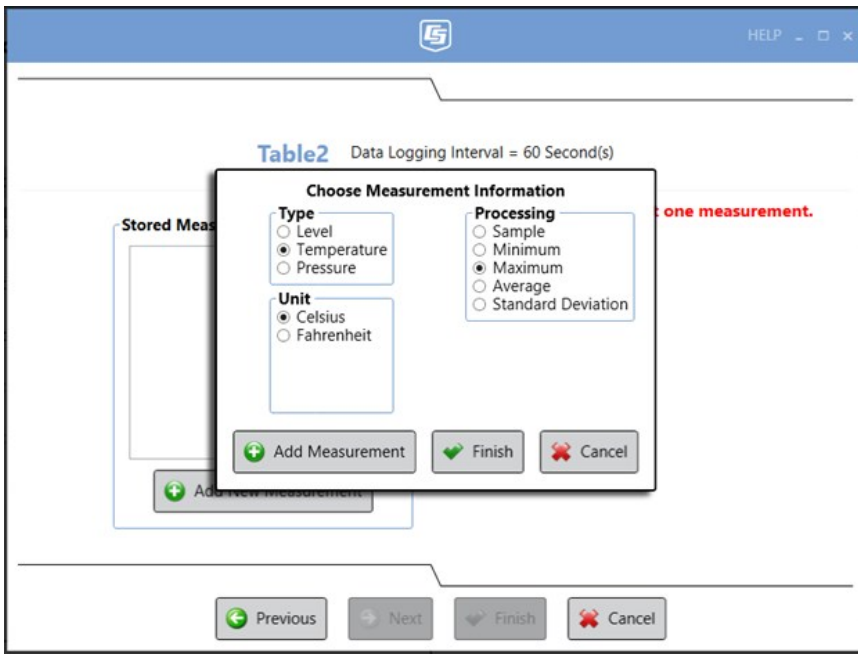 HELP
Table2 Data Logging Interval = 60 Second(s)
Choose Measurement Information
one measurement.
Stored Meas
Type
Level
Temperature
Pressure
Processing
Sample
Minimum
Maximum
Average
Standard Deviation
Unit
Celsius
Fahrenheit
Add Measurement Finish Cancel
Add New Measurement
Previous Next Finish Cancel